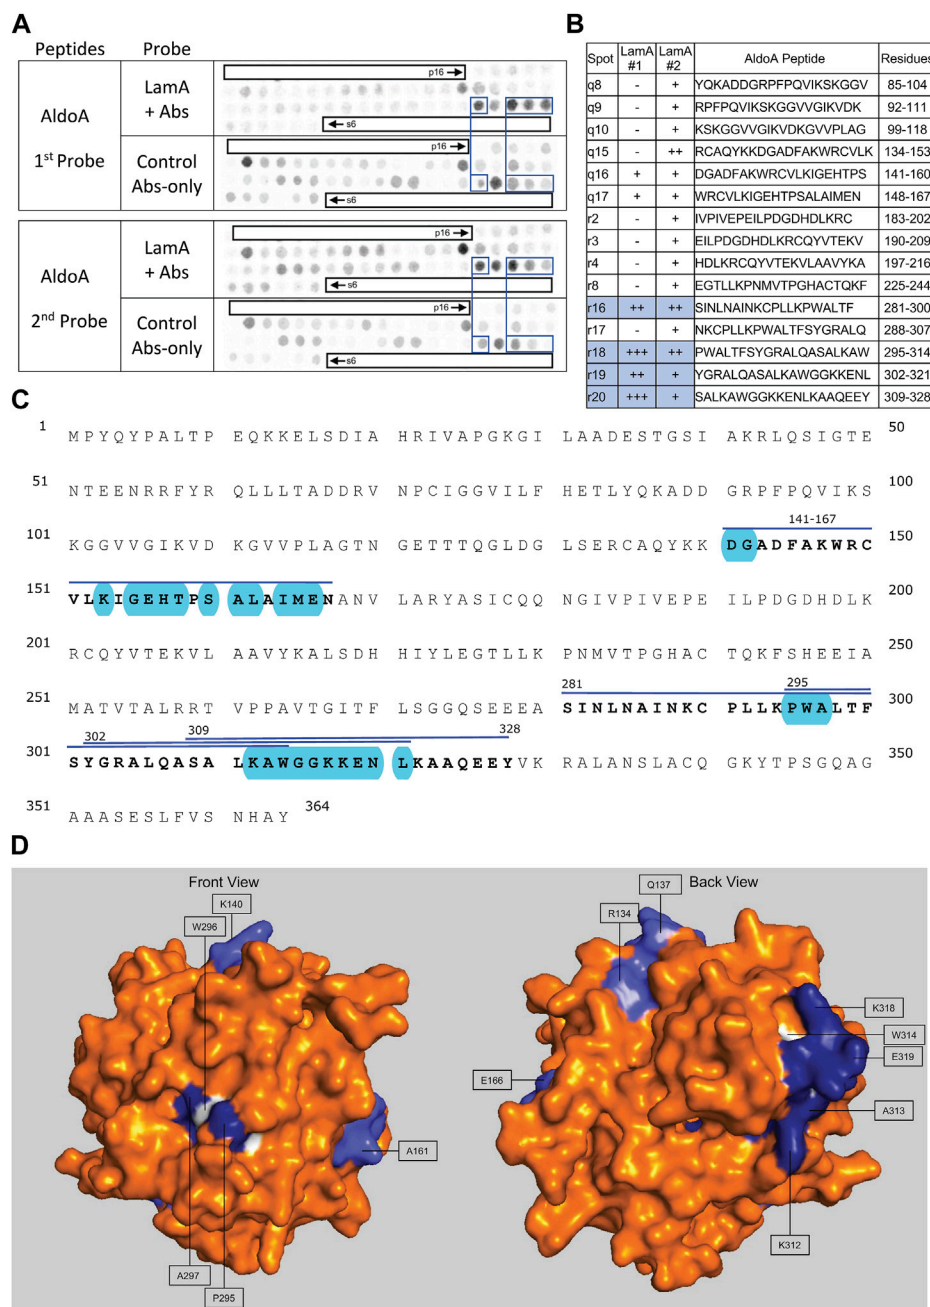 A
Peptides Probe
AldoA
1st Probe
LamA
+ Abs
p16
s6
Control
Abs-only
p16
s6
AldoA
2nd Probe
LamA
+ Abs
p16
s6
Control
Abs-only
p16
s6
B
Spot LamA #1 LamA #2 AldoA Peptide Residues
q8 - + YQKADDGRPFPQVIKSKGGV 85-104
q9 - + RPFPQVIKSKGGVVGIKVDK 92-111
q10 - + KSKGGVVGIKVDKGVVPLAG 99-118
q15 - ++ RCAQYKKDGADFAKWRCVLK 134-153
q16 + + DGADFAKWRCVLKIGEHTPS 141-160
q17 + + WRCVLKIGEHTPSALAIMEN 148-167
r2 - + IVPIVEPEILPDGDHDLKRC 183-202
r3 - + EILPDGDHDLKRCQYVTEKV 190-209
r4 - + HDLKRCQYVTEKVLAAVYKA 197-216
r8 - + EGTLLKPNMVTPGHACTQKF 225-244
r16 ++ ++ SINLNAINKCPLLKPWALTF 281-300
r17 - + NKCPLLKPWALTFSYGRALQ 288-307
r18 +++ ++ PWALTFSYGRALQASALKAW 295-314
r19 ++ + YGRALQASALKAWGGKKENL 302-321
r20 +++ + SALKAWGGKKENLKAAQEEY 309-328
C
1 MPYQYPALTP EQKKELSDIA HRIVAPGKGI LAADESTGSI AKRLQSIGTE 50
51 NTEENRRFYR QLLLTADDRV NPCIGGVILF HETLYQKADD GRPFPQVIKS 100
141-167
101 KGGVVGIKVD KGVVPLAGTN GETTTQGLDG LSERCAQYKK DGADFAKWRC 150
151 VLKIGEHTPS ALAIMENANV LARYASICQQ NGIVPIVEPE ILPDGDHDLK 200
201 RCQYVTEKVL AAVYKALSDH HIYLEGTLLK PNMVTPGHAC TQKFSHEEIA 250
281 295
251 MATVTALRRT VPPAVTGITF LSGGQSEEEA SINLNAINKC PLLKPWALTF 300
302 309 328
301 SYGRALQASA LKAWGGKKEN LKAAQEEYVK RALANSLACQ GKYTPSGQAG 350
351 AAASESLFVS NHAY 364
D
Front View
K140
W296
A161
A297
P295
Back View
Q137
R134
K318
W314
E319
E166
A313
K312